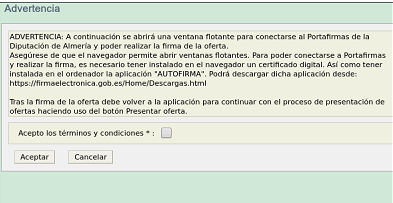 Advertencia
ADVERTENCIA: A continuación se abrirá una ventana flotante para conectarse al Portafirmas de la
Diputación de Almería y poder realizar la firma de la oferta.
Asegúrese de que el navegador permite abrir ventanas flotantes. Para poder conectarse a Portafirmas
y realizar la firma, es necesario tener instalado en el navegador un certificado digital. Así como tener
instalada en el ordenador la aplicación "AUTOFIRMA". Podrá descargar dicha aplicación desde:
https://firmaelectronica.gob.es/Home/Descargas.html
Tras la firma de la oferta debe volver a la aplicación para continuar con el proceso de presentación de
ofertas haciendo uso del botón Presentar oferta.
Acepto los términos y condiciones * :
Aceptar Cancelar